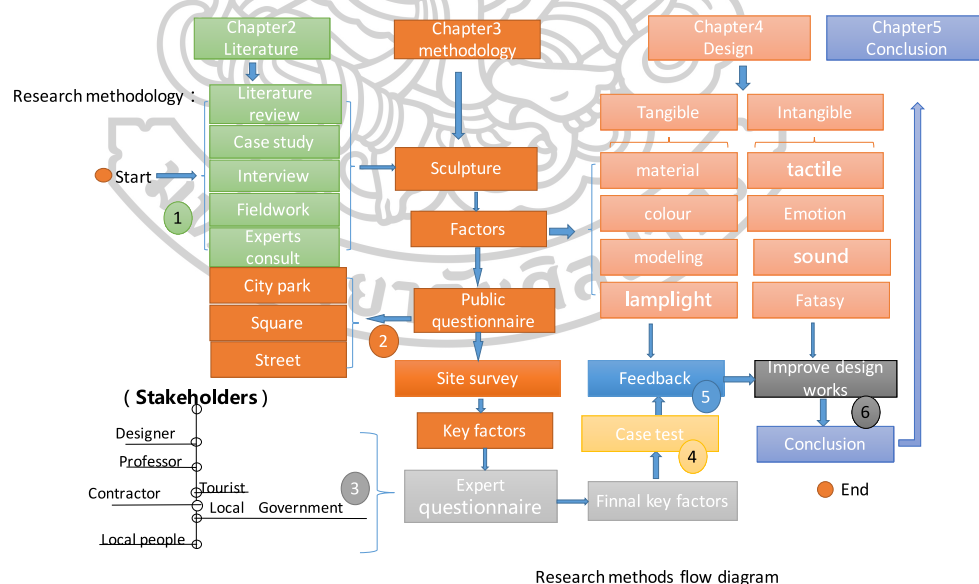 Chapter2
Literature
Chapter3
methodology
Chapter4
Design
Chapter5
Conclusion
Research methodology :
Literature
review
Case study
Interview
Fieldwork
Experts
consult
Start
1
City park
Square
Street
Sculpture
Factors
Public
questionnaire
2
Site survey
Key factors
Expert
questionnaire
3
Tangible
Intangible
material
tactile
colour
Emotion
modeling
sound
lamplight
Fatasy
Feedback
5
Improve design
works
6
Case test
4
Conclusion
Finnal key factors
End
( Stakeholders )
Designer
Professor
Tourist
Contractor
Local Government
Local people
Research methods flow diagram